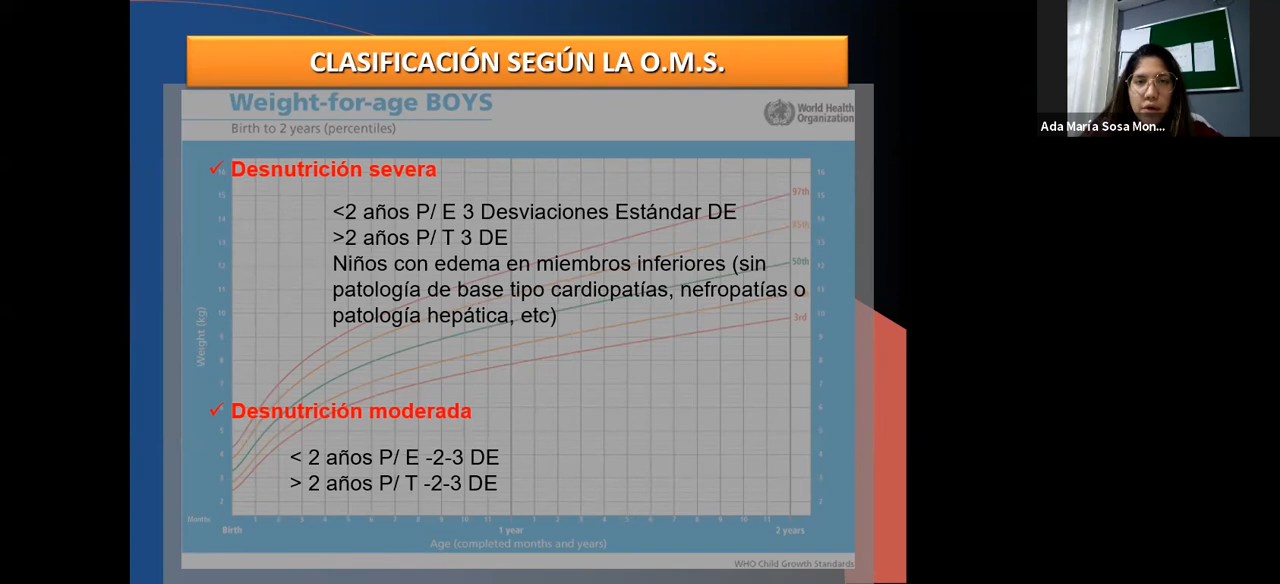 CLASIFICACIÓN SEGÚN LA O.M.S.
Weight-for-age BOYS
Birth to 2 years (percentiles)
World Health
Organization
Ada María Sosa Mon...
✓ Desnutrición severa
<2 años P/ E 3 Desviaciones Estándar DE
>2 años P/ T 3 DE
Niños con edema en miembros inferiores (sin
patología de base tipo cardiopatías, nefropatías o
patología hepática, etc)
97th
85th
50th
3rd
Weight (kg)
✓ Desnutrición moderada
< 2 años P/ E -2-3 DE
> 2 años P/ T -2-3 DE
Months
Birth
1 year
2 years
Age (completed months and years)
WHO Child Growth Standards